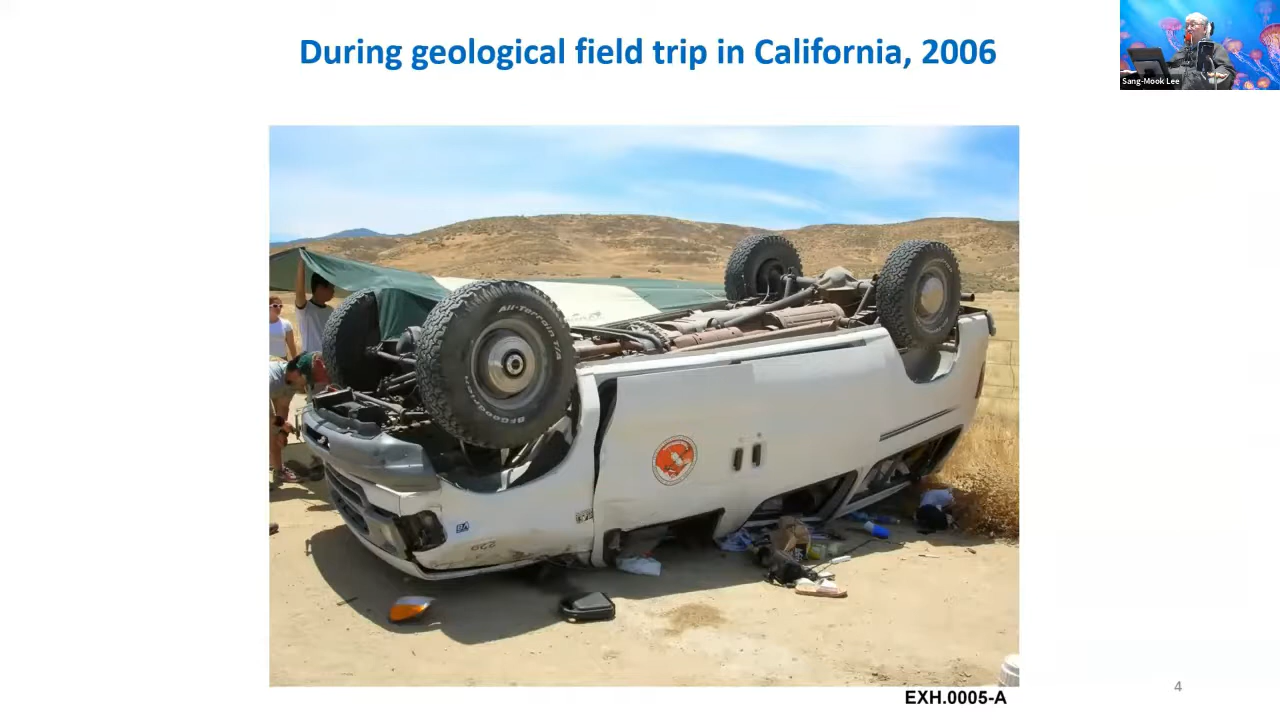 During geological field trip in California, 2006
Sang-Mook Lee
All-Terrain T/A
BFGoodrich
EXH.0005-A
4